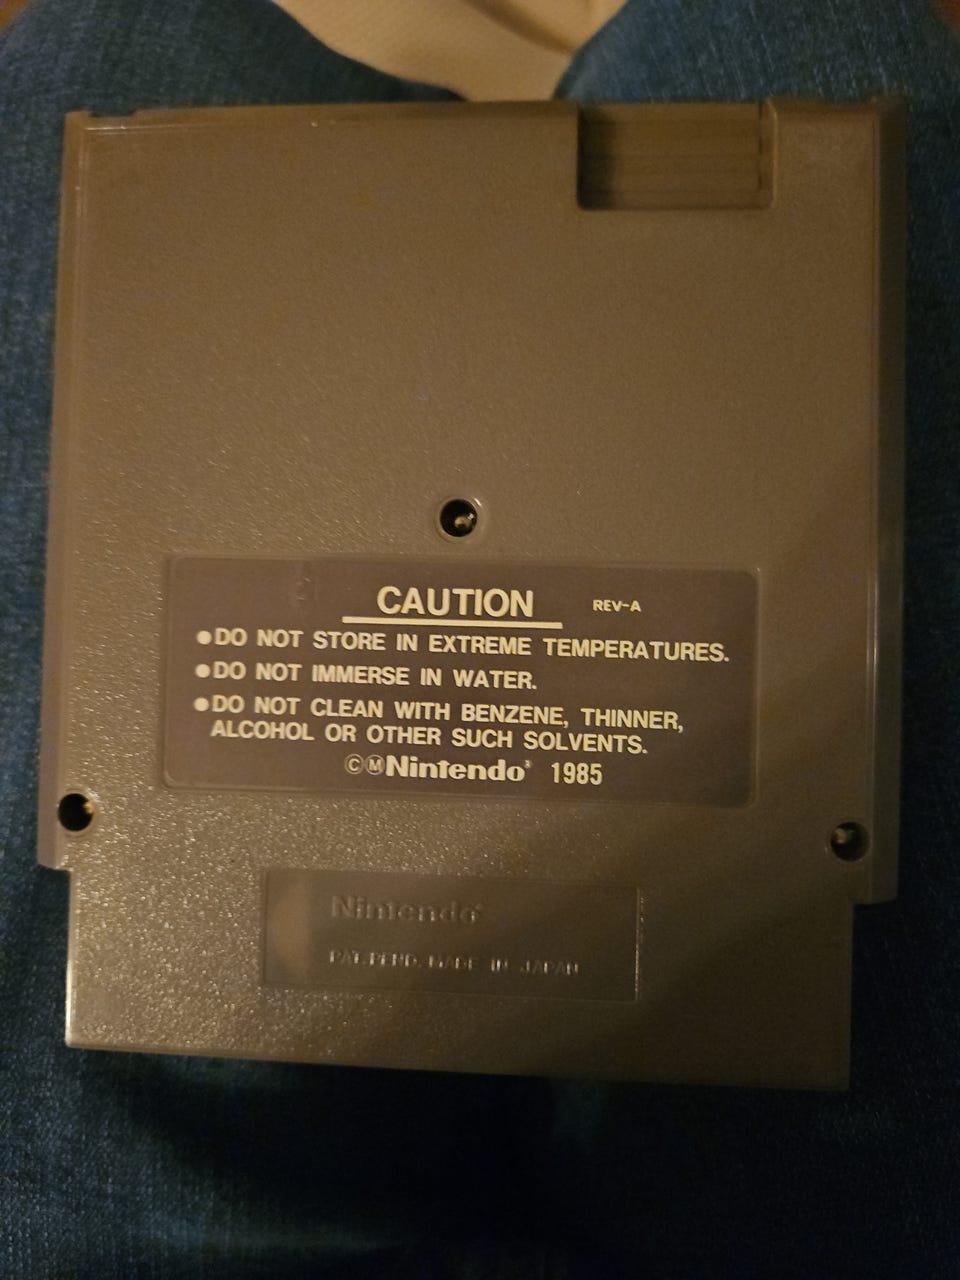 CAUTION REV-A
●DO NOT STORE IN EXTREME TEMPERATURES.
●DO NOT IMMERSE IN WATER.
●DO NOT CLEAN WITH BENZENE, THINNER,
ALCOHOL OR OTHER SUCH SOLVENTS.
ⒸⓂNintendo® 1985
Nintendo®
PAT. PEND. MADE IN JAPAN